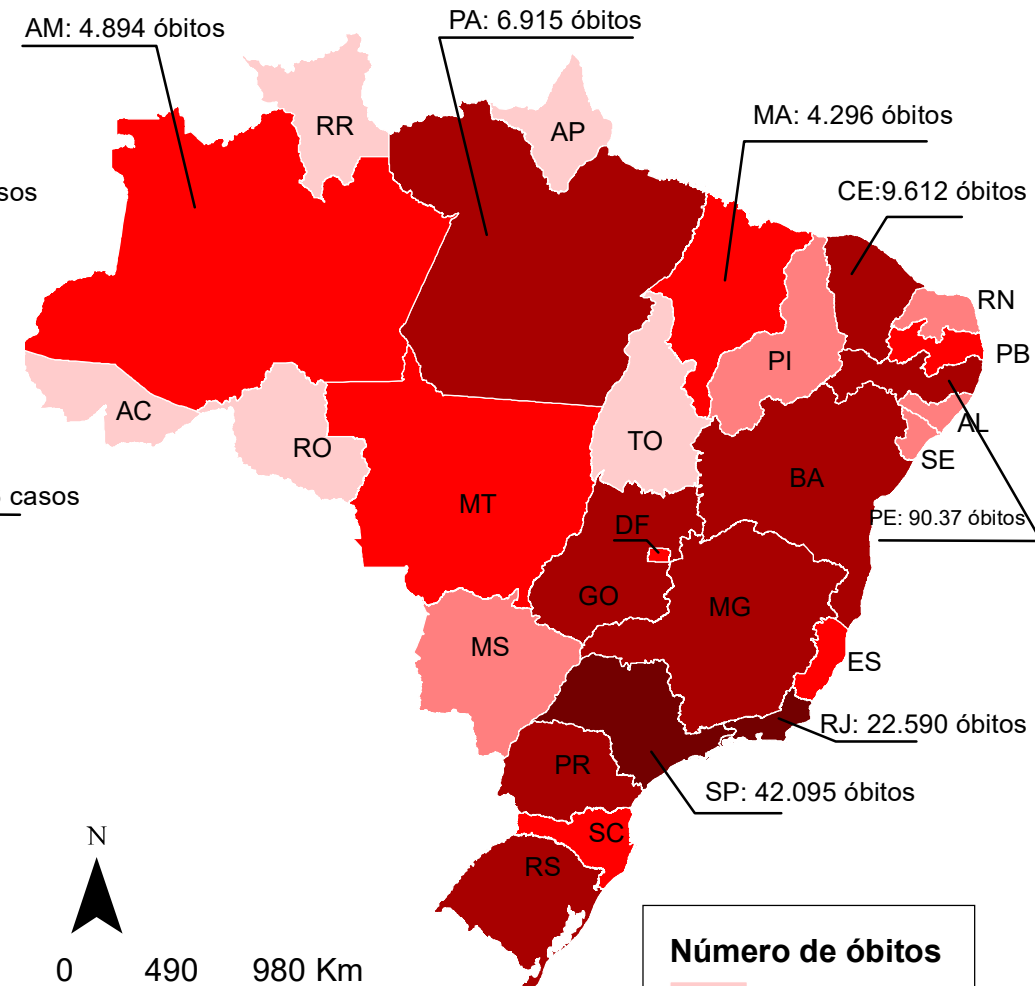 AM: 4.894 óbitos
PA: 6.915 óbitos
RR
AP
MA: 4.296 óbitos
sos
CE:9.612 óbitos
RN
PB
PI
AC
RO
TO
AL
SE
BA
casos
MT
PE: 90.37 óbitos
DF
GO
MG
MS
ES
RJ: 22.590 óbitos
PR
SP: 42.095 óbitos
SC
N
RS
Número de óbitos
0 490 980 Km